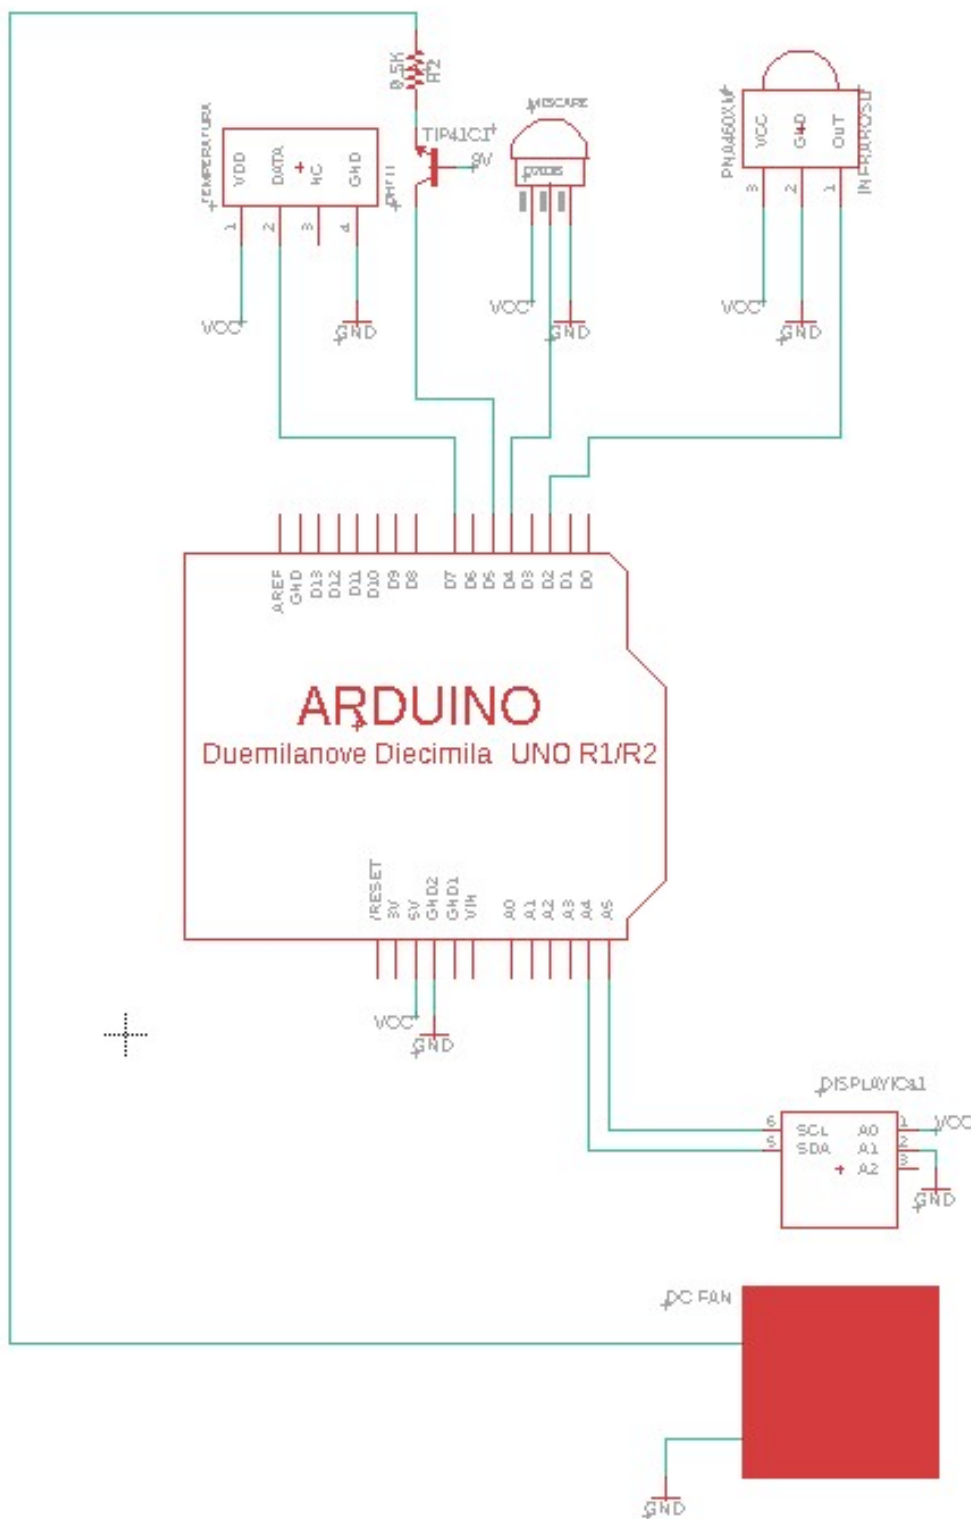 0.5K
R2
TEMPERATURA
VDD
DATA
NC
GND
DHT11
1
2
3
4
VCC
GND
TIP41C1
9V
MISCARE
VCC
GND
VCC
GND
OUT
INFRAROSU
3
2
1
VCC
GND
AREF
GND
D13
D12
D11
D10
D9
D8
D7
D6
D5
D4
D3
D2
D1
D0
ARDUINO
Duemilanove Diecimila UNO R1/R2
/RESET
3V
5V
GND2
GND1
VIN
A0
A1
A2
A3
A4
A5
VCC
GND
6
5
SCL
SDA
A0
A1
A2
1
2
3
VCC
GND
DC FAN
GND